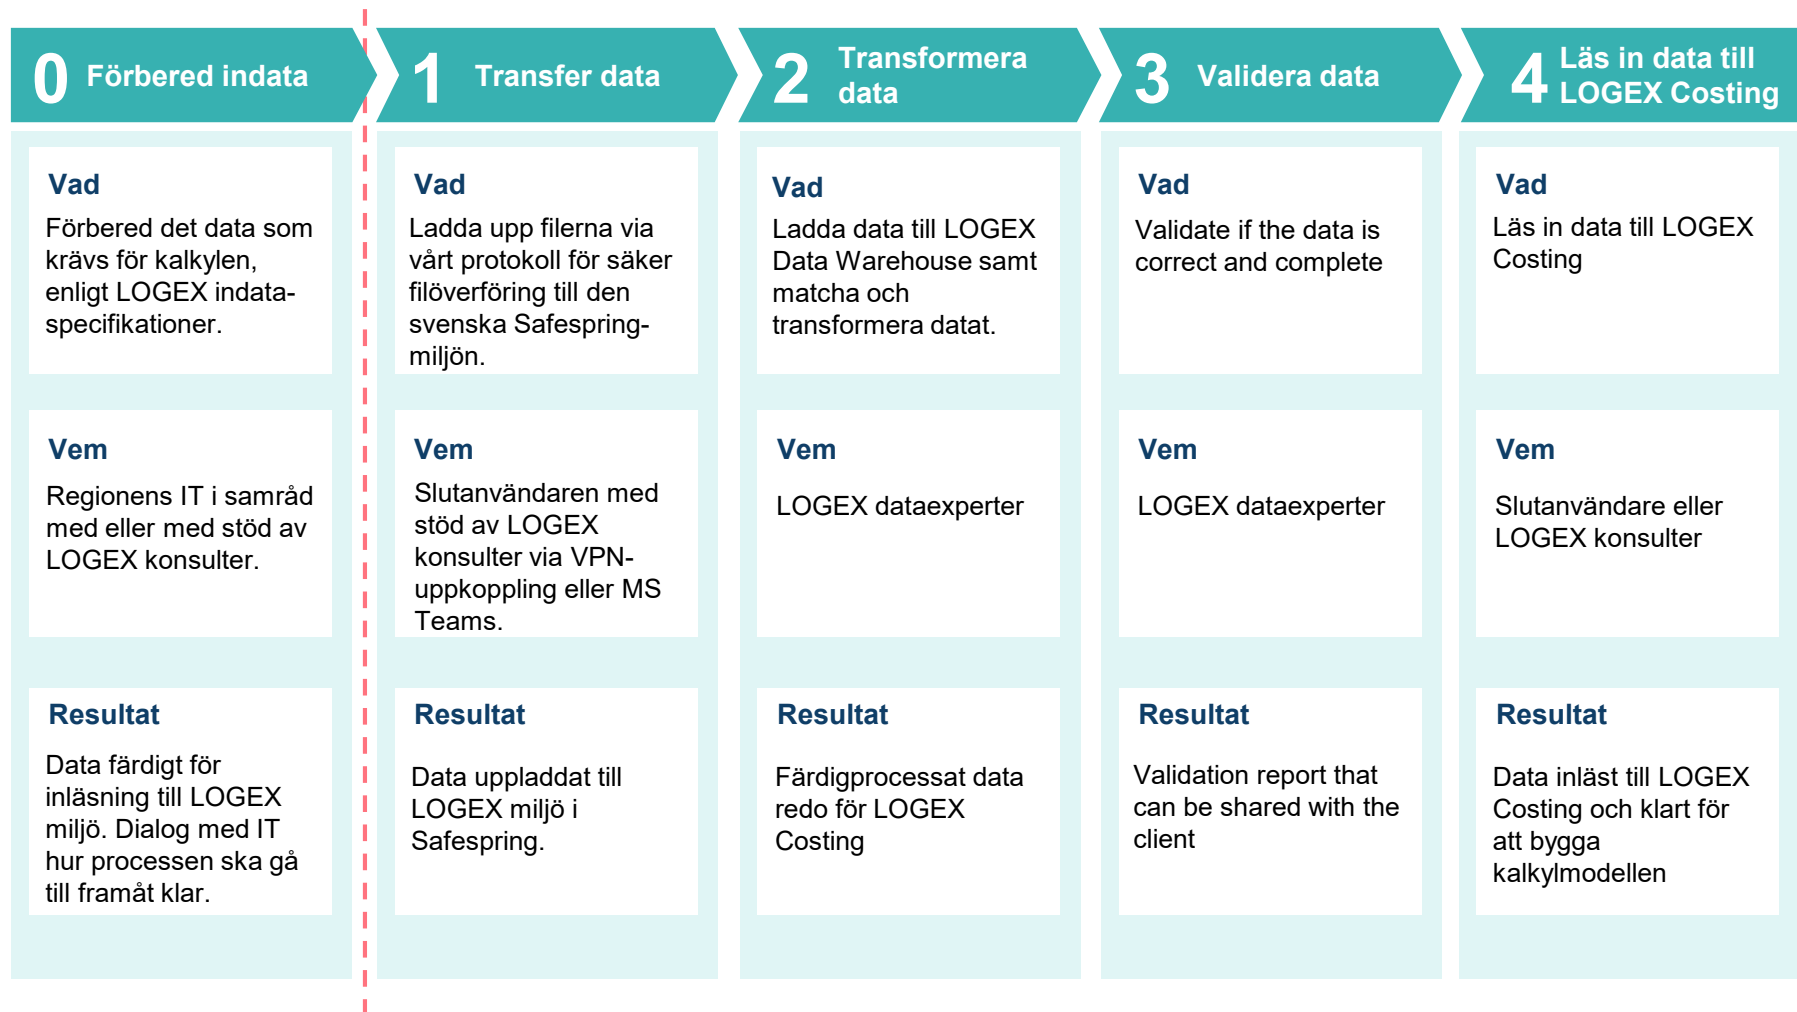 0 Förbered indata
1 Transfer data
2 Transformera
data
3 Validera data
4 Läs in data till
LOGEX Costing
Vad
Förbered det data som
krävs för kalkylen,
enligt LOGEX indata-
specifikationer.
Vem
Regionens IT i samråd
med eller med stöd av
LOGEX konsulter.
Resultat
Data färdigt för
inläsning till LOGEX
miljö. Dialog med IT
hur processen ska gå
till framåt klar.
Vad
Ladda upp filerna via
vårt protokoll för säker
filöverföring till den
svenska Safespring-
miljön.
Vem
Slutanvändaren med
stöd av LOGEX
konsulter via VPN-
uppkoppling eller MS
Teams.
Resultat
Data uppladdat till
LOGEX miljö i
Safespring.
Vad
Ladda data till LOGEX
Data Warehouse samt
matcha och
transformera datat.
Vem
LOGEX dataexperter
Resultat
Färdigprocessat data
redo för LOGEX
Costing
Vad
Validate if the data is
correct and complete
Vem
LOGEX dataexperter
Resultat
Validation report that
can be shared with the
client
Vad
Läs in data till LOGEX
Costing
Vem
Slutanvändare eller
LOGEX konsulter
Resultat
Data inläst till LOGEX
Costing och klart för
att bygga
kalkylmodellen